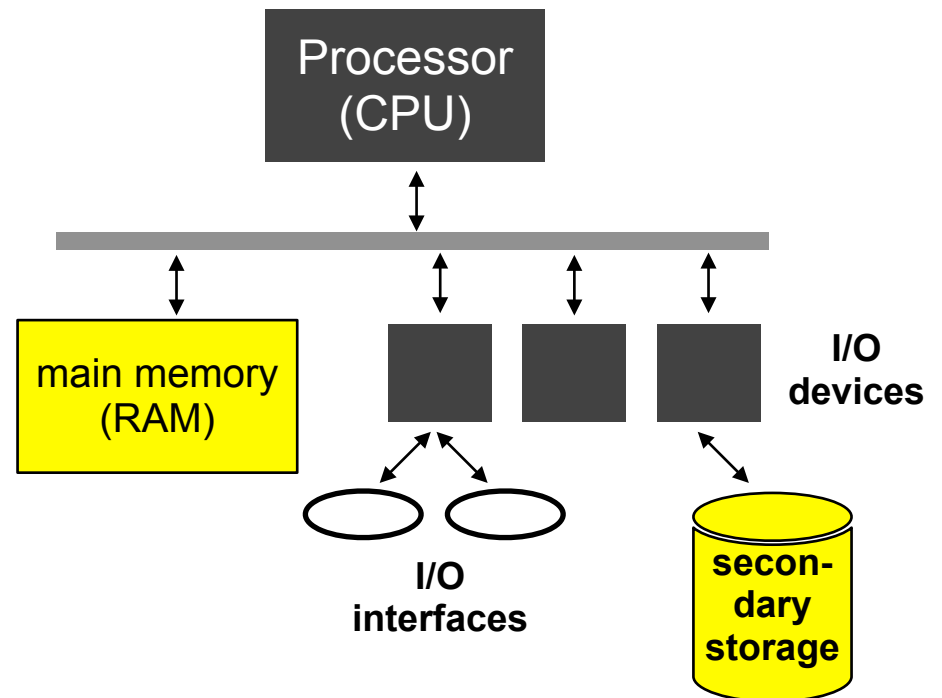 Processor
(CPU)
main memory
(RAM)
I/O
devices
I/O
interfaces
secon-
dary
storage